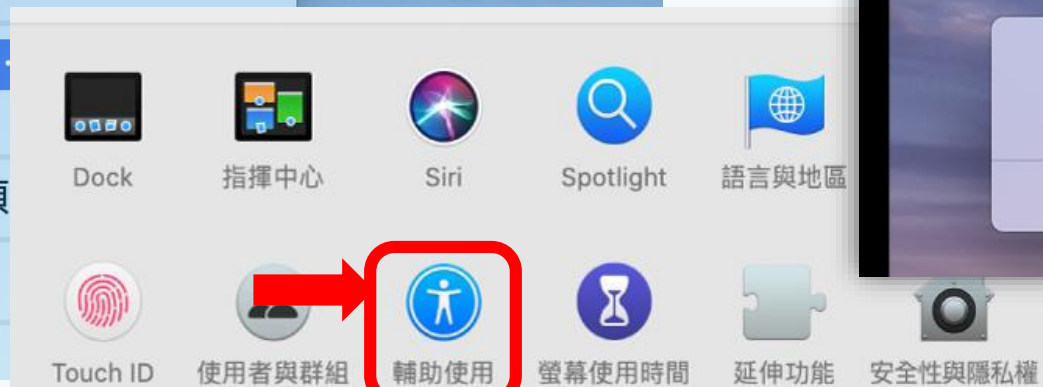 Dock
指揮中心
Siri
Spotlight
語言與地區
Touch ID
使用者與群組
輔助使用
螢幕使用時間
延伸功能
安全性與隱私權